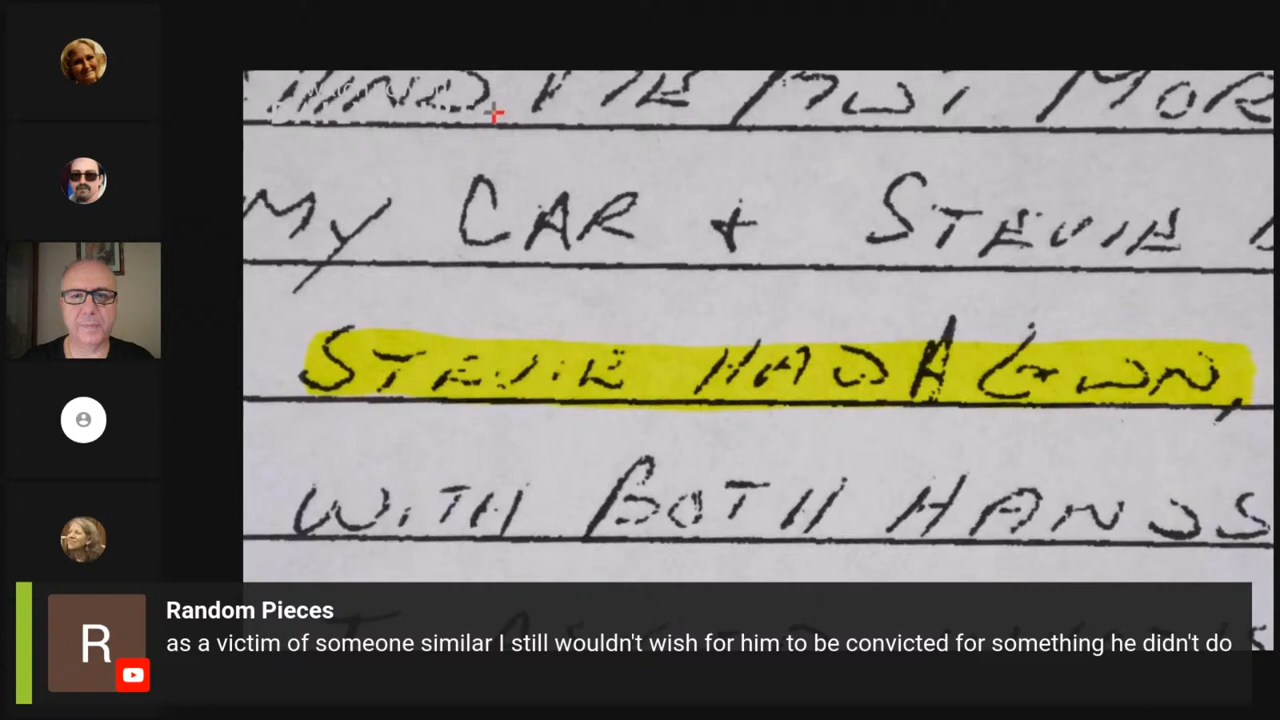 MY CAR + STEVIE
STEVIE HAD A GUN,
WITH BOTH HANDS
Random Pieces
R
as a victim of someone similar I still wouldn't wish for him to be convicted for something he didn't do